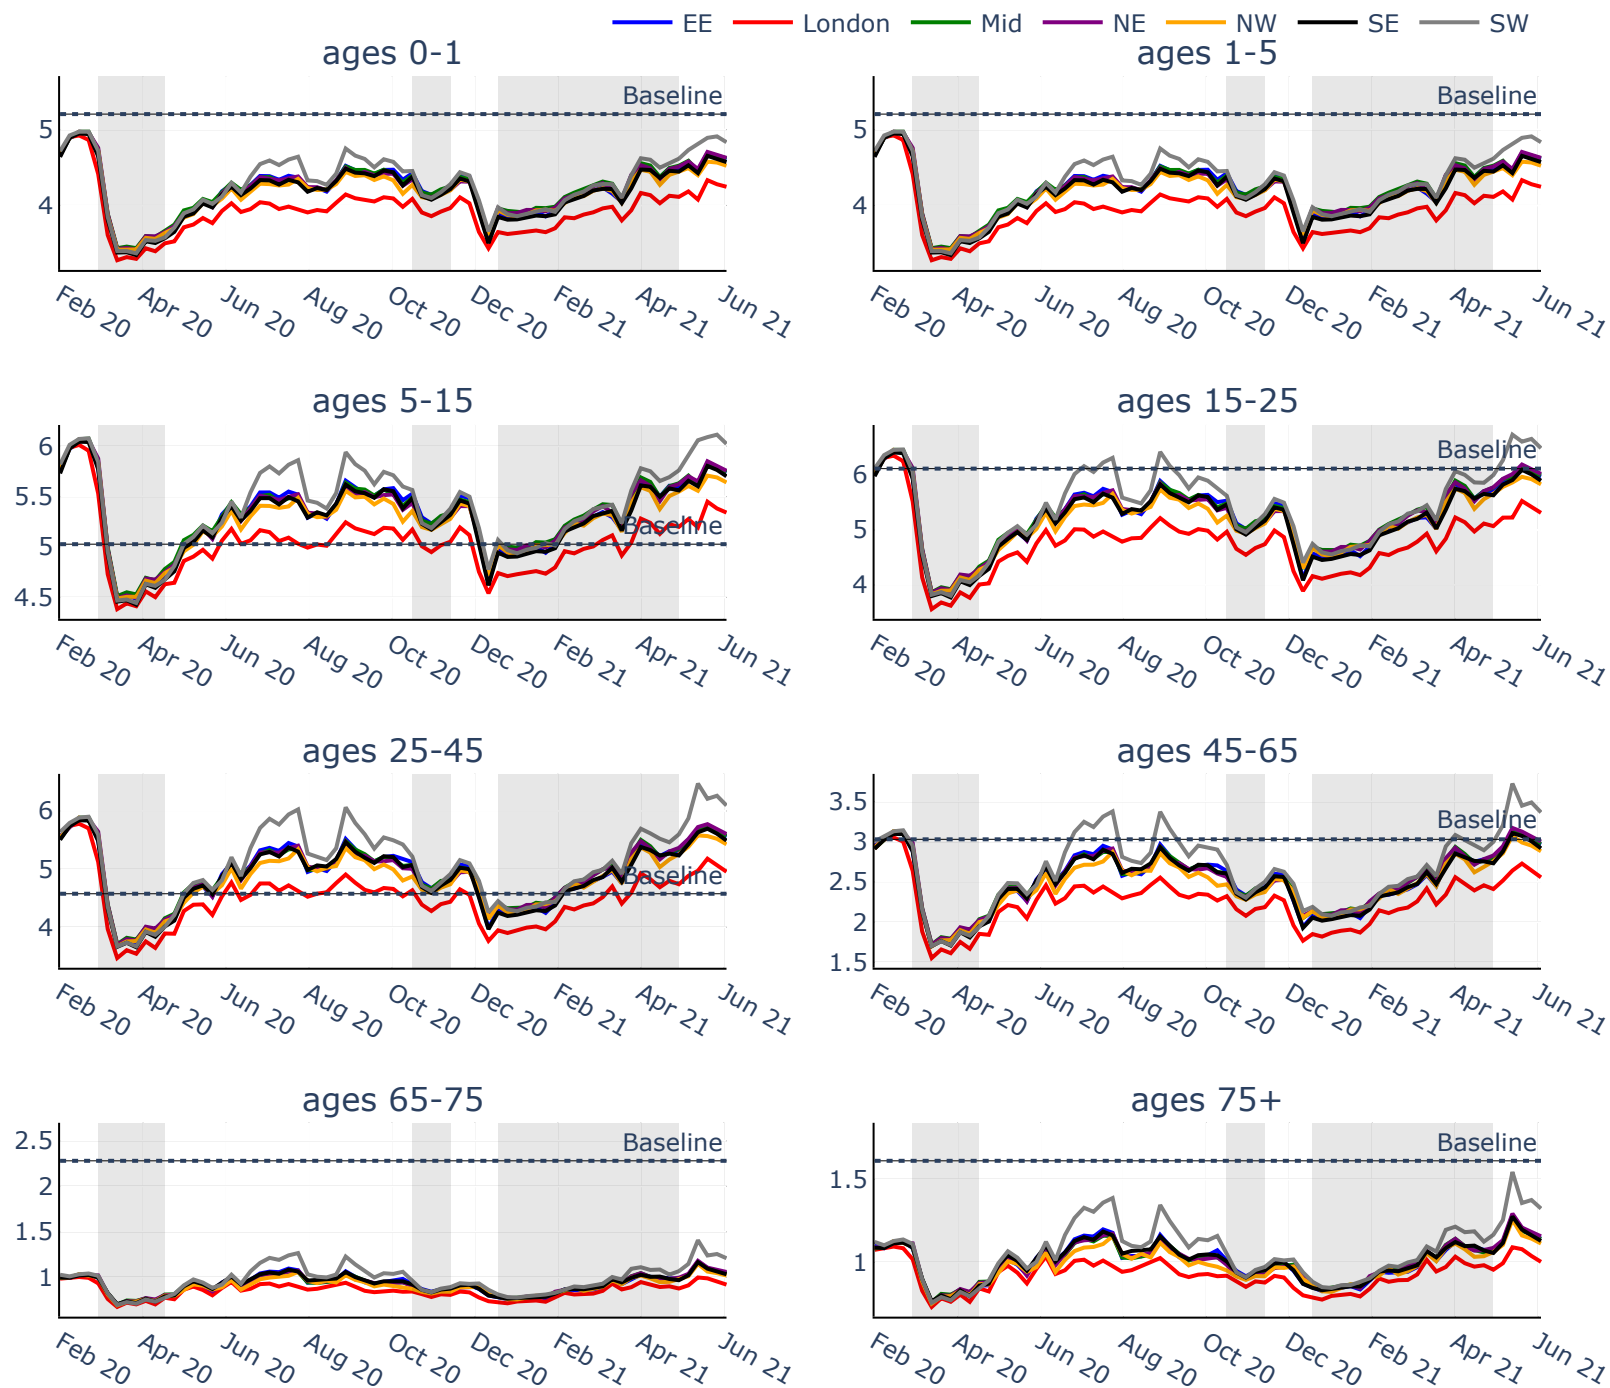 EE London Mid NE NW SE SW
ages 0-1
Baseline
5
4
Feb 20 Apr 20 Jun 20 Aug 20 Oct 20 Dec 20 Feb 21 Apr 21 Jun 21
ages 1-5
Baseline
5
4
Feb 20 Apr 20 Jun 20 Aug 20 Oct 20 Dec 20 Feb 21 Apr 21 Jun 21
ages 5-15
6
5.5
Baseline
5
4.5
Feb 20 Apr 20 Jun 20 Aug 20 Oct 20 Dec 20 Feb 21 Apr 21 Jun 21
ages 15-25
Baseline
6
5
4
Feb 20 Apr 20 Jun 20 Aug 20 Oct 20 Dec 20 Feb 21 Apr 21 Jun 21
ages 25-45
6
5
Baseline
4
Feb 20 Apr 20 Jun 20 Aug 20 Oct 20 Dec 20 Feb 21 Apr 21 Jun 21
ages 45-65
3.5
Baseline
3
2.5
2
1.5
Feb 20 Apr 20 Jun 20 Aug 20 Oct 20 Dec 20 Feb 21 Apr 21 Jun 21
ages 65-75
2.5
Baseline
2
1.5
1
Feb 20 Apr 20 Jun 20 Aug 20 Oct 20 Dec 20 Feb 21 Apr 21 Jun 21
ages 75+
Baseline
1.5
1
Feb 20 Apr 20 Jun 20 Aug 20 Oct 20 Dec 20 Feb 21 Apr 21 Jun 21